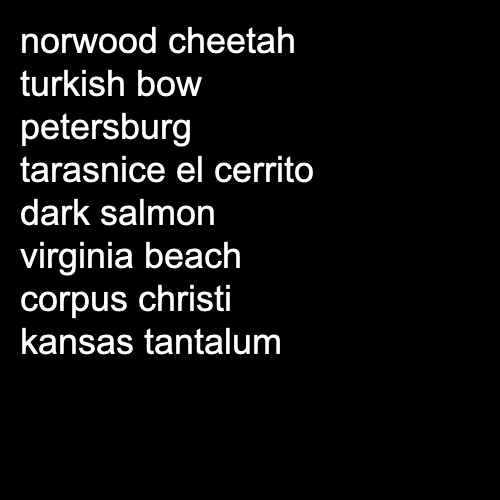 norwood cheetah
turkish bow
petersburg
tarasnice el cerrito
dark salmon
virginia beach
corpus christi
kansas tantalum